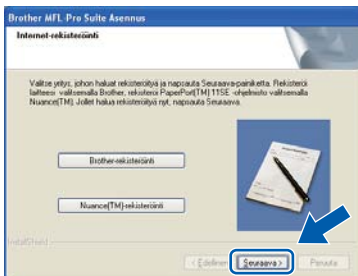 Brother MFL-Pro Suite Asennus
Internet-rekisteröinti
Valitse yritys, johon haluat rekisteröityä ja napsauta Seuraava-painiketta. Rekisteröi
laitteesi valitsemalla Brother, rekisteröi PaperPort(TM) 11SE -ohjelmisto valitsemalla
Nuance(TM). Jollet halua rekisteröityä nyt, napsauta Seuraava.
Brother-rekisteröinti
Nuance(TM)-rekisteröinti
InstallShield
< Edellinen Seuraava > Peruuta